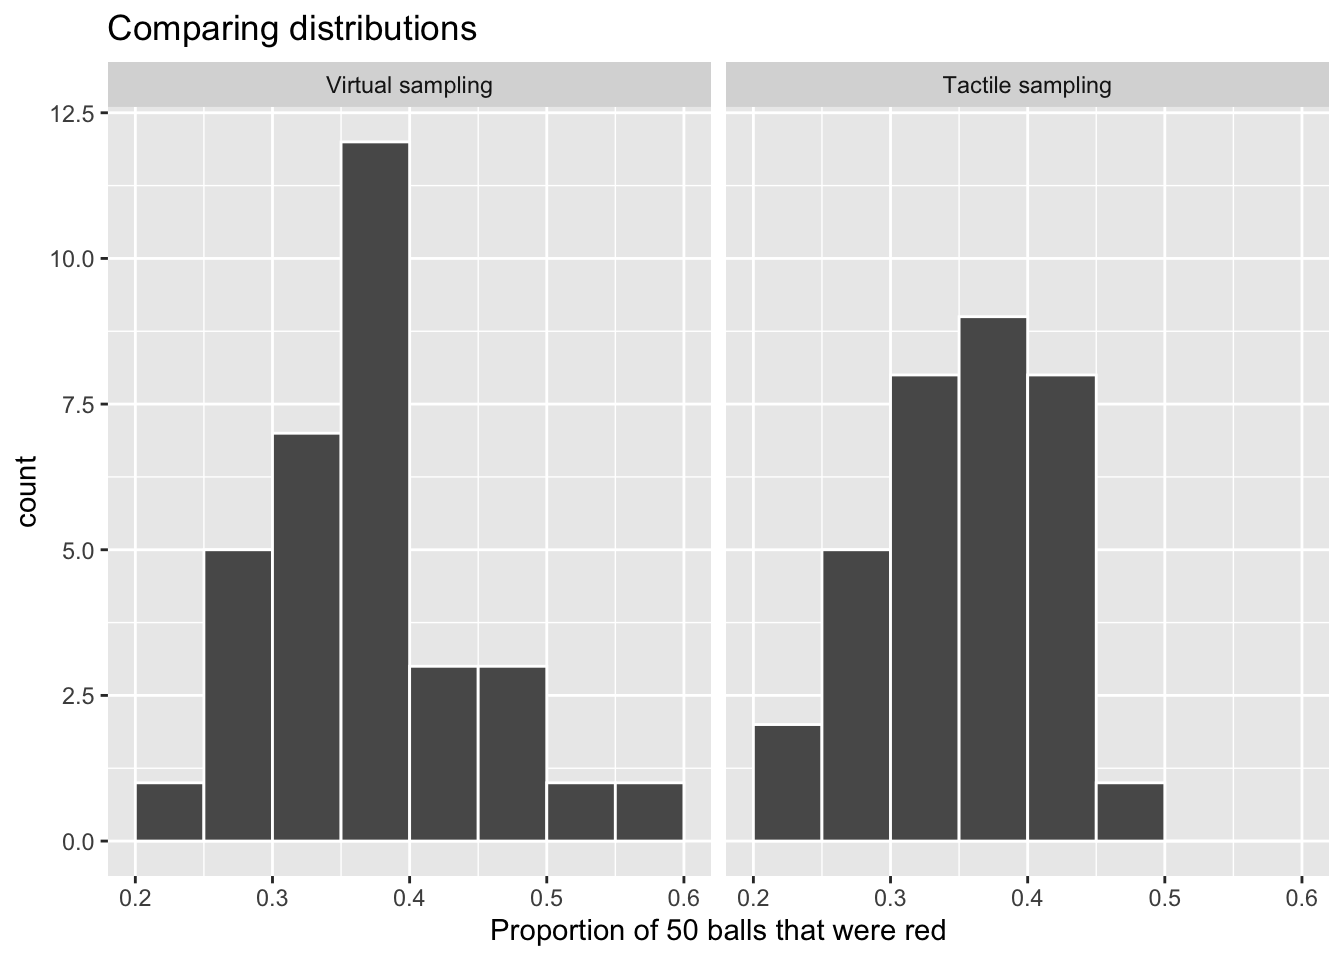 Comparing distributions
Virtual sampling
Tactile sampling
12.5
10.0
7.5
5.0
2.5
0.0
count
0.2 0.3 0.4 0.5 0.6
0.2 0.3 0.4 0.5 0.6
Proportion of 50 balls that were red